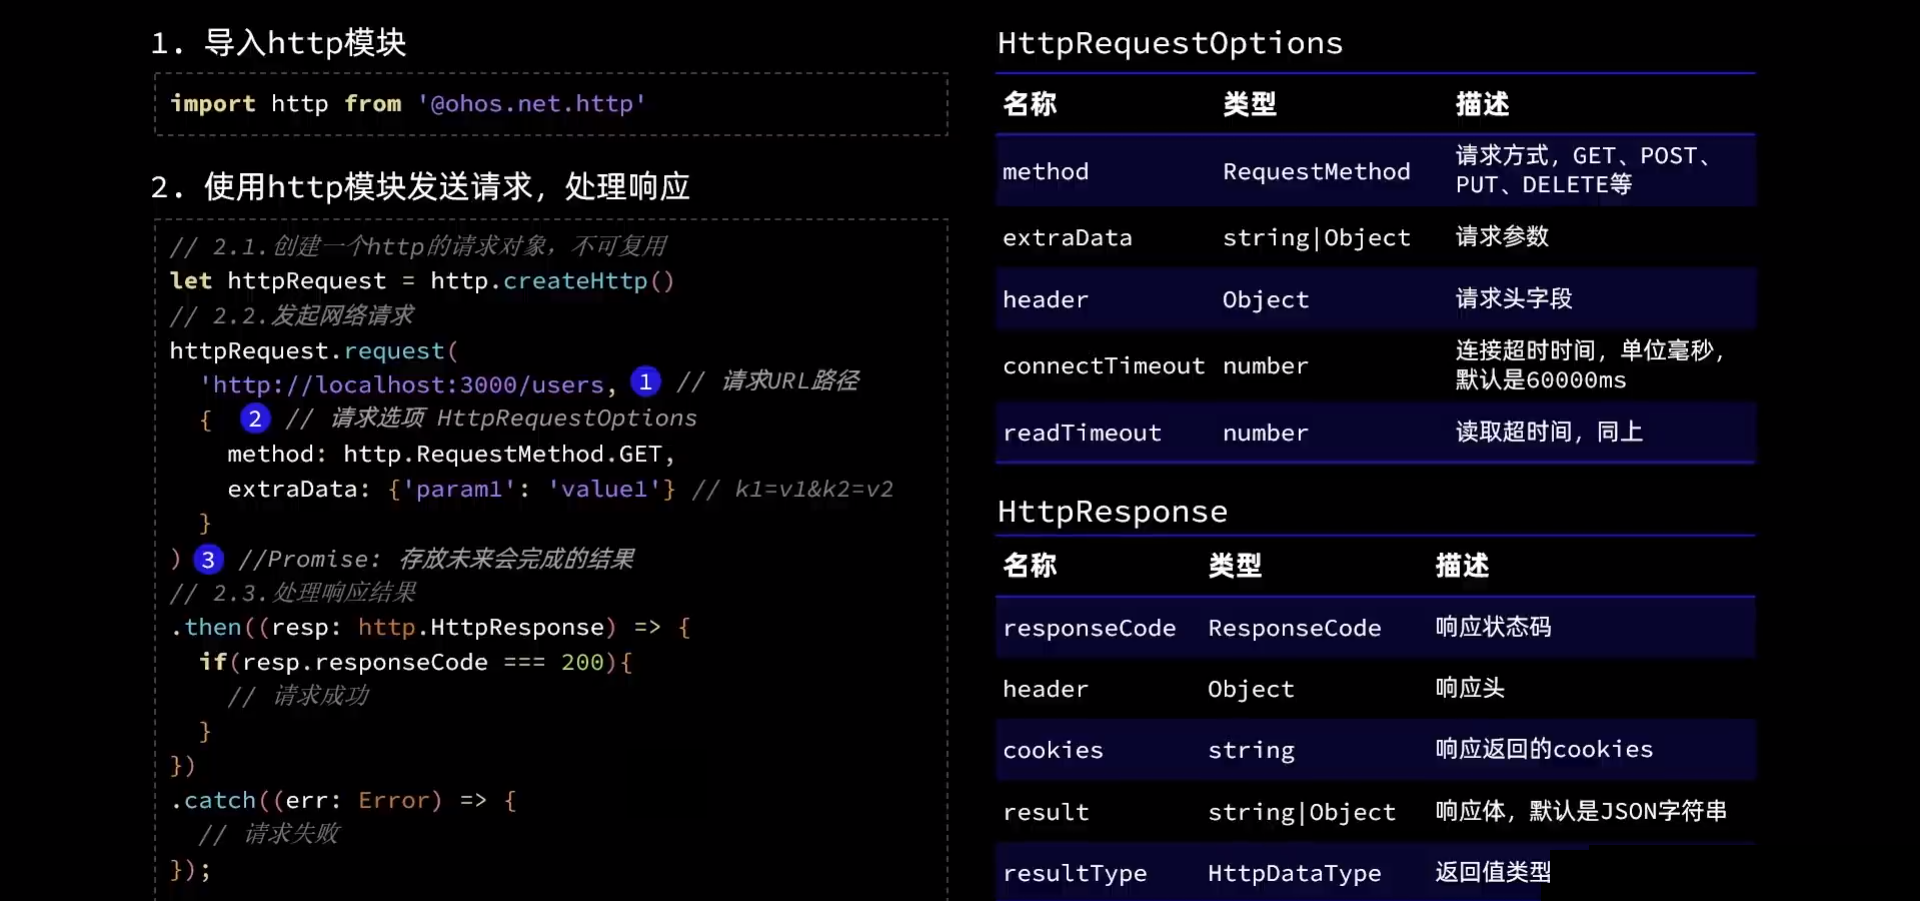 1. 导入http模块
import http from '@ohos.net.http'
2. 使用http模块发送请求，处理响应
// 2.1.创建一个http的请求对象，不可复用
let httpRequest = http.createHttp()
// 2.2.发起网络请求
httpRequest.request(
'http://localhost:3000/users, 1 // 请求URL路径
{ 2 // 请求选项 HttpRequestOptions
method: http.RequestMethod.GET,
extraData: {'param1': 'value1'} // k1=v1&k2=v2
}
) 3 //Promise: 存放未来会完成的结果
// 2.3.处理响应结果
.then((resp: http.HttpResponse) => {
if(resp.responseCode === 200){
// 请求成功
}
})
.catch((err: Error) => {
// 请求失败
});
HttpRequestOptions
名称 类型 描述
method RequestMethod 请求方式，GET、POST、
PUT、DELETE等
extraData string|Object 请求参数
header Object 请求头字段
connectTimeout number 连接超时时间，单位毫秒，
默认是60000ms
readTimeout number 读取超时间，同上
HttpResponse
名称 类型 描述
responseCode ResponseCode 响应状态码
header Object 响应头
cookies string 响应返回的cookies
result string|Object 响应体，默认是JSON字符串
resultType HttpDataType 返回值类型